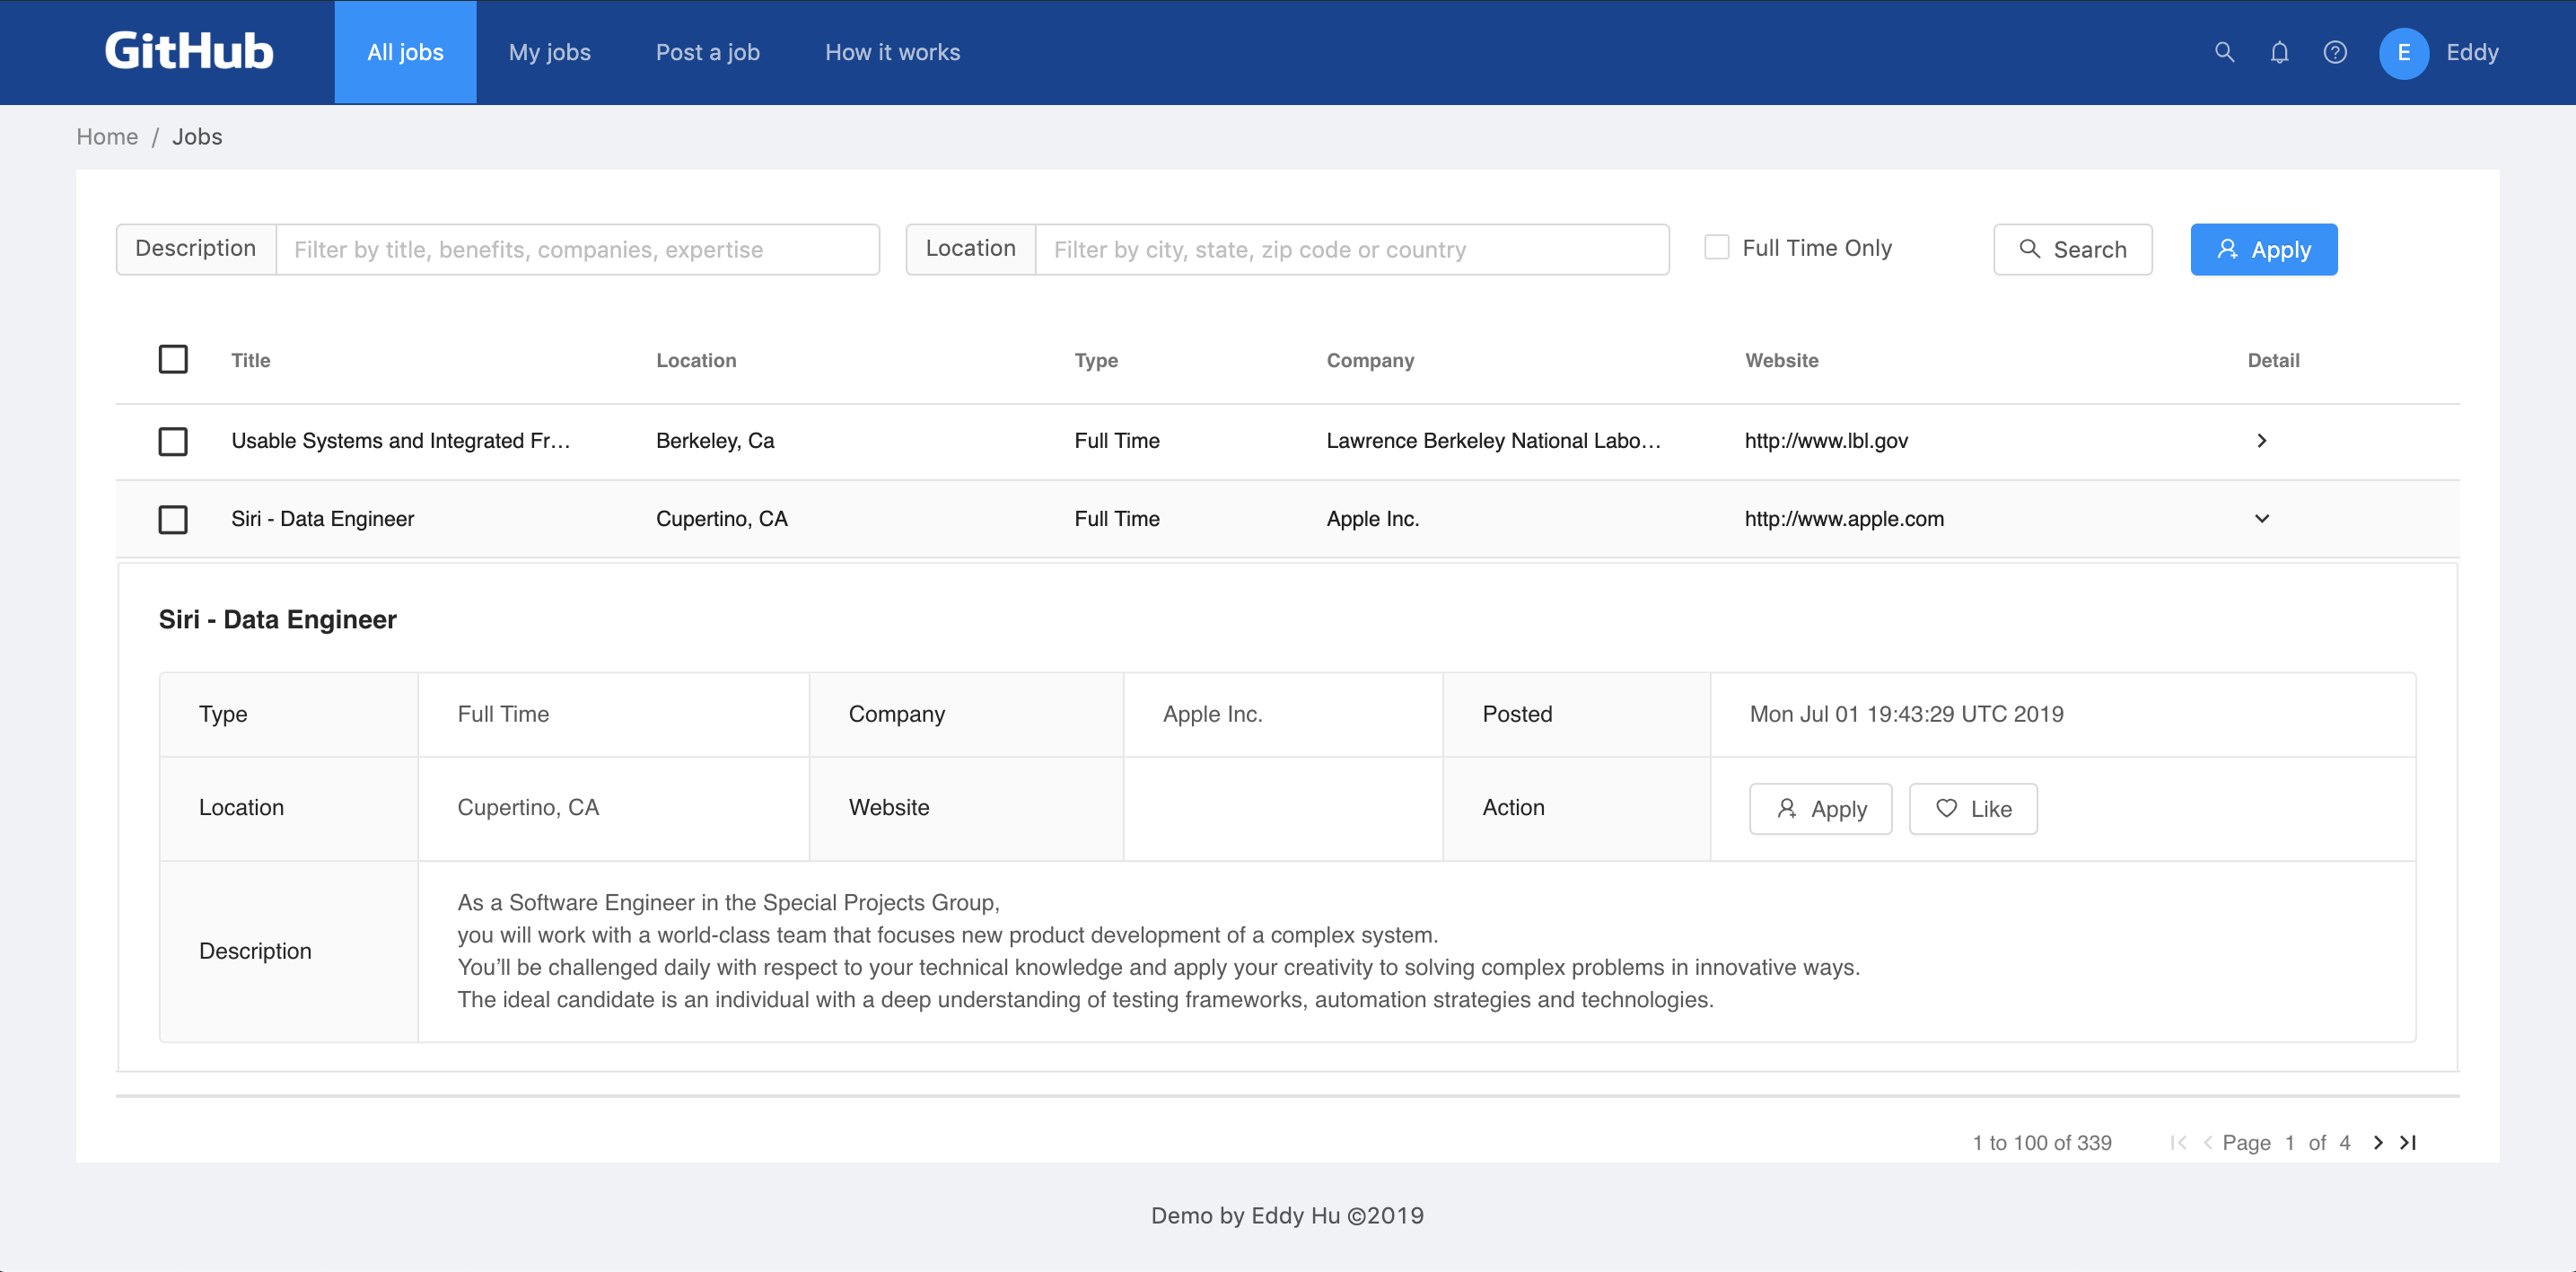 GitHub All jobs My jobs Post a job How it works E Eddy
Home / Jobs
Description Filter by title, benefits, companies, expertise Location Filter by city, state, zip code or country Full Time Only Search Apply
Title Location Type Company Website Detail
Usable Systems and Integrated Fr... Berkeley, Ca Full Time Lawrence Berkeley National Labo... http://www.lbl.gov
Siri - Data Engineer Cupertino, CA Full Time Apple Inc. http://www.apple.com
Siri - Data Engineer
Type Full Time Company Apple Inc. Posted Mon Jul 01 19:43:29 UTC 2019
Location Cupertino, CA Website Action Apply Like
Description
As a Software Engineer in the Special Projects Group,
you will work with a world-class team that focuses new product development of a complex system.
You’ll be challenged daily with respect to your technical knowledge and apply your creativity to solving complex problems in innovative ways.
The ideal candidate is an individual with a deep understanding of testing frameworks, automation strategies and technologies.
1 to 100 of 339 Page 1 of 4
Demo by Eddy Hu ©2019